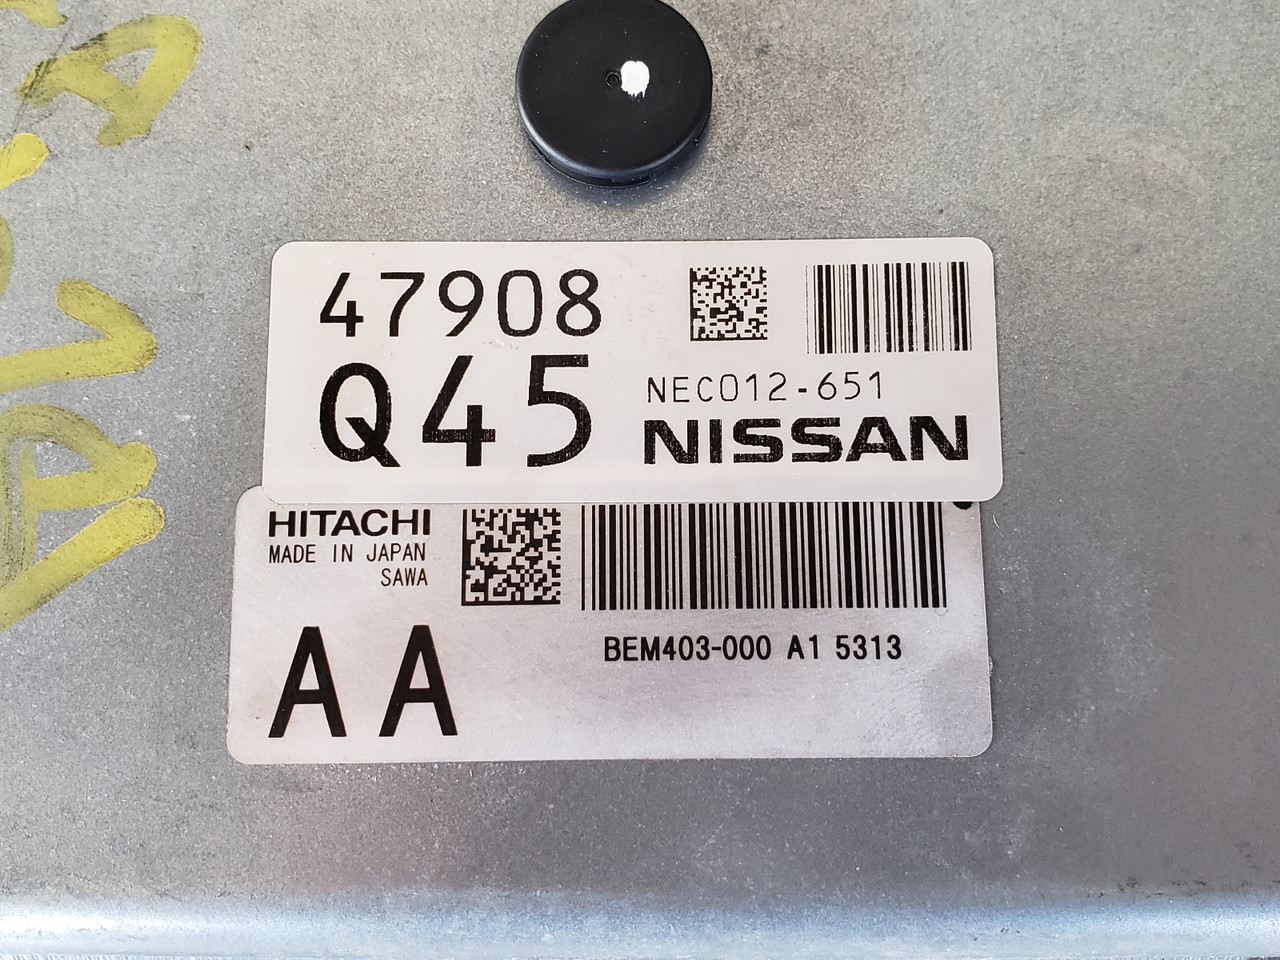 47908
Q45
NEC012-651
NISSAN
HITACHI
MADE IN JAPAN
SAWA
AA
BEM403-000 A1 5313